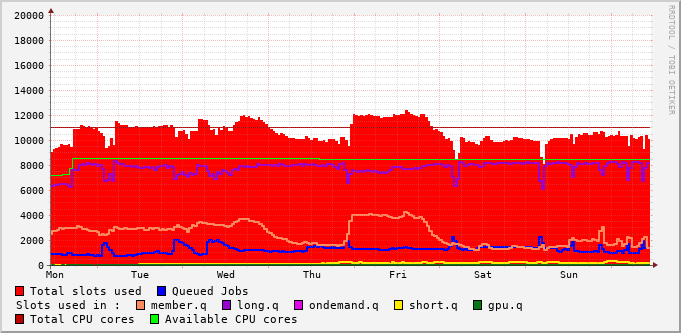 RRDTOOL / TOBI OETIKER
20000
18000
16000
14000
12000
10000
8000
6000
4000
2000
0
Mon Tue Wed Thu Fri Sat Sun
Total slots used Queued Jobs
Slots used in : member.q long.q ondemand.q short.q gpu.q
Total CPU cores Available CPU cores